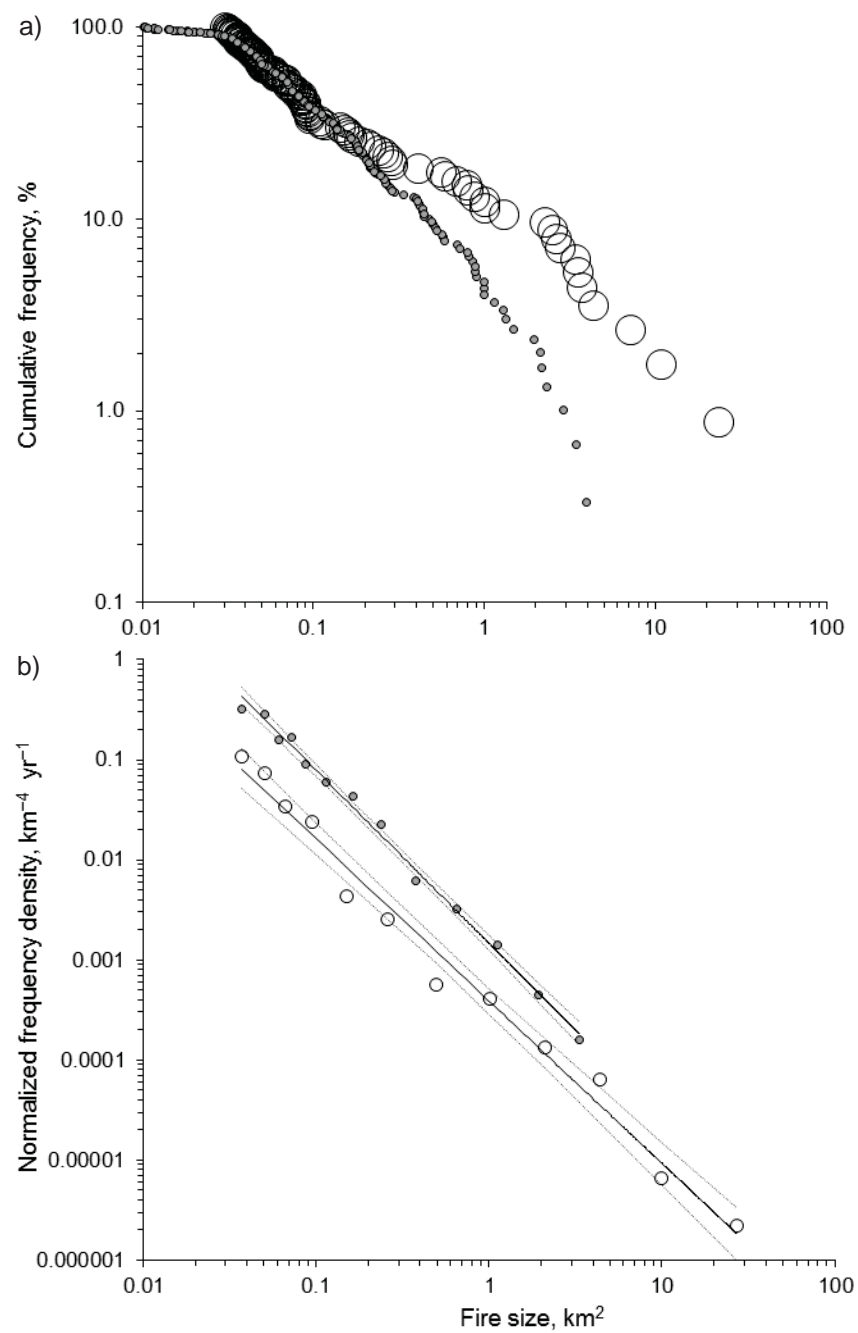 a)
100.0
10.0
1.0
0.1
Cumulative frequency, %
0.01 0.1 1 10 100
b)
1
0.1
0.01
0.001
0.0001
0.00001
0.000001
Normalized frequency density, km⁻⁴ yr⁻¹
0.01 0.1 1 10 100
Fire size, km²